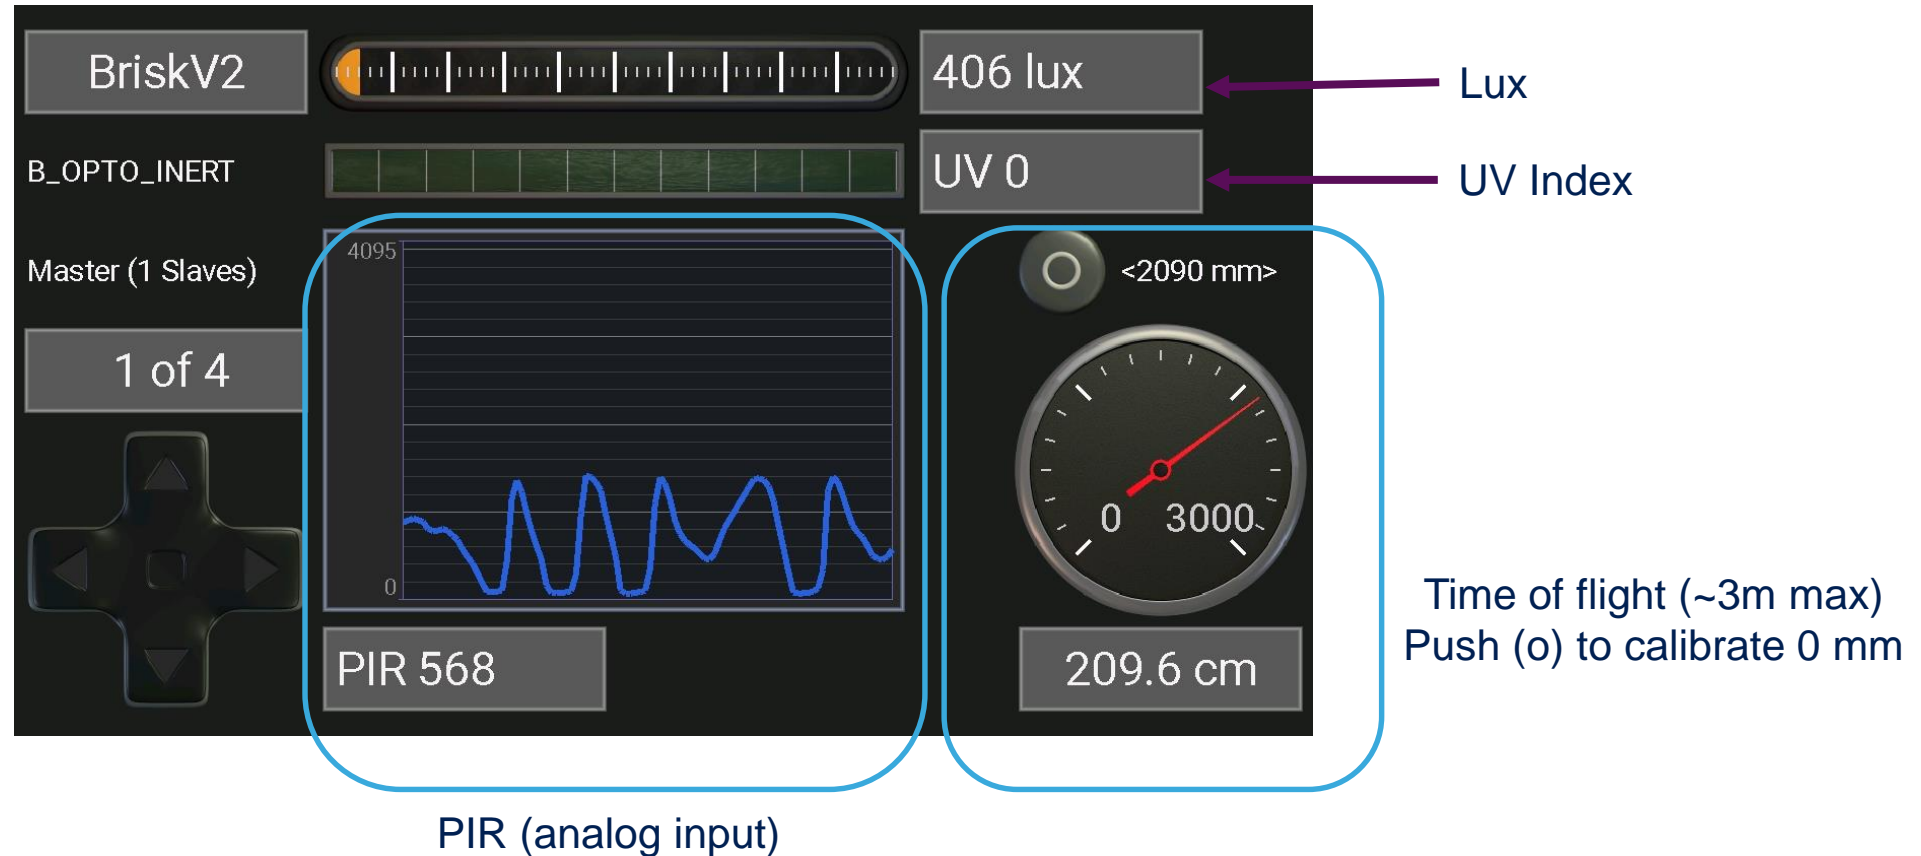 BriskV2
406 lux
Lux
B_OPTO_INERT
UV 0
UV Index
Master (1 Slaves)
4095
<2090 mm>
1 of 4
0 3000
0
Time of flight (~3m max)
Push (o) to calibrate 0 mm
PIR 568
209.6 cm
PIR (analog input)